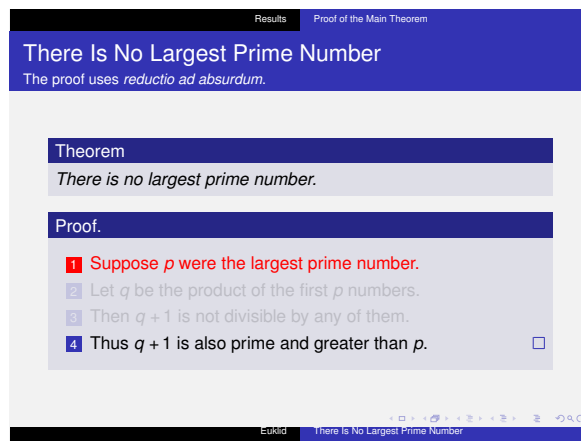 Results Proof of the Main Theorem
There Is No Largest Prime Number
The proof uses reductio ad absurdum.
Theorem
There is no largest prime number.
Proof.
1 Suppose p were the largest prime number.
2 Let q be the product of the first p numbers.
3 Then q + 1 is not divisible by any of them.
4 Thus q + 1 is also prime and greater than p.
Euklid There Is No Largest Prime Number